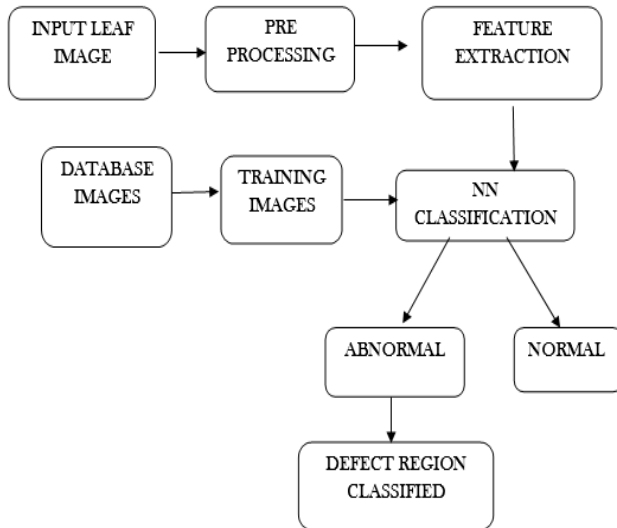 INPUT LEAF
IMAGE
PRE
PROCESSING
FEATURE
EXTRACTION
DATABASE
IMAGES
TRAINING
IMAGES
NN
CLASSIFICATION
ABNORMAL
NORMAL
DEFECT REGION
CLASSIFIED